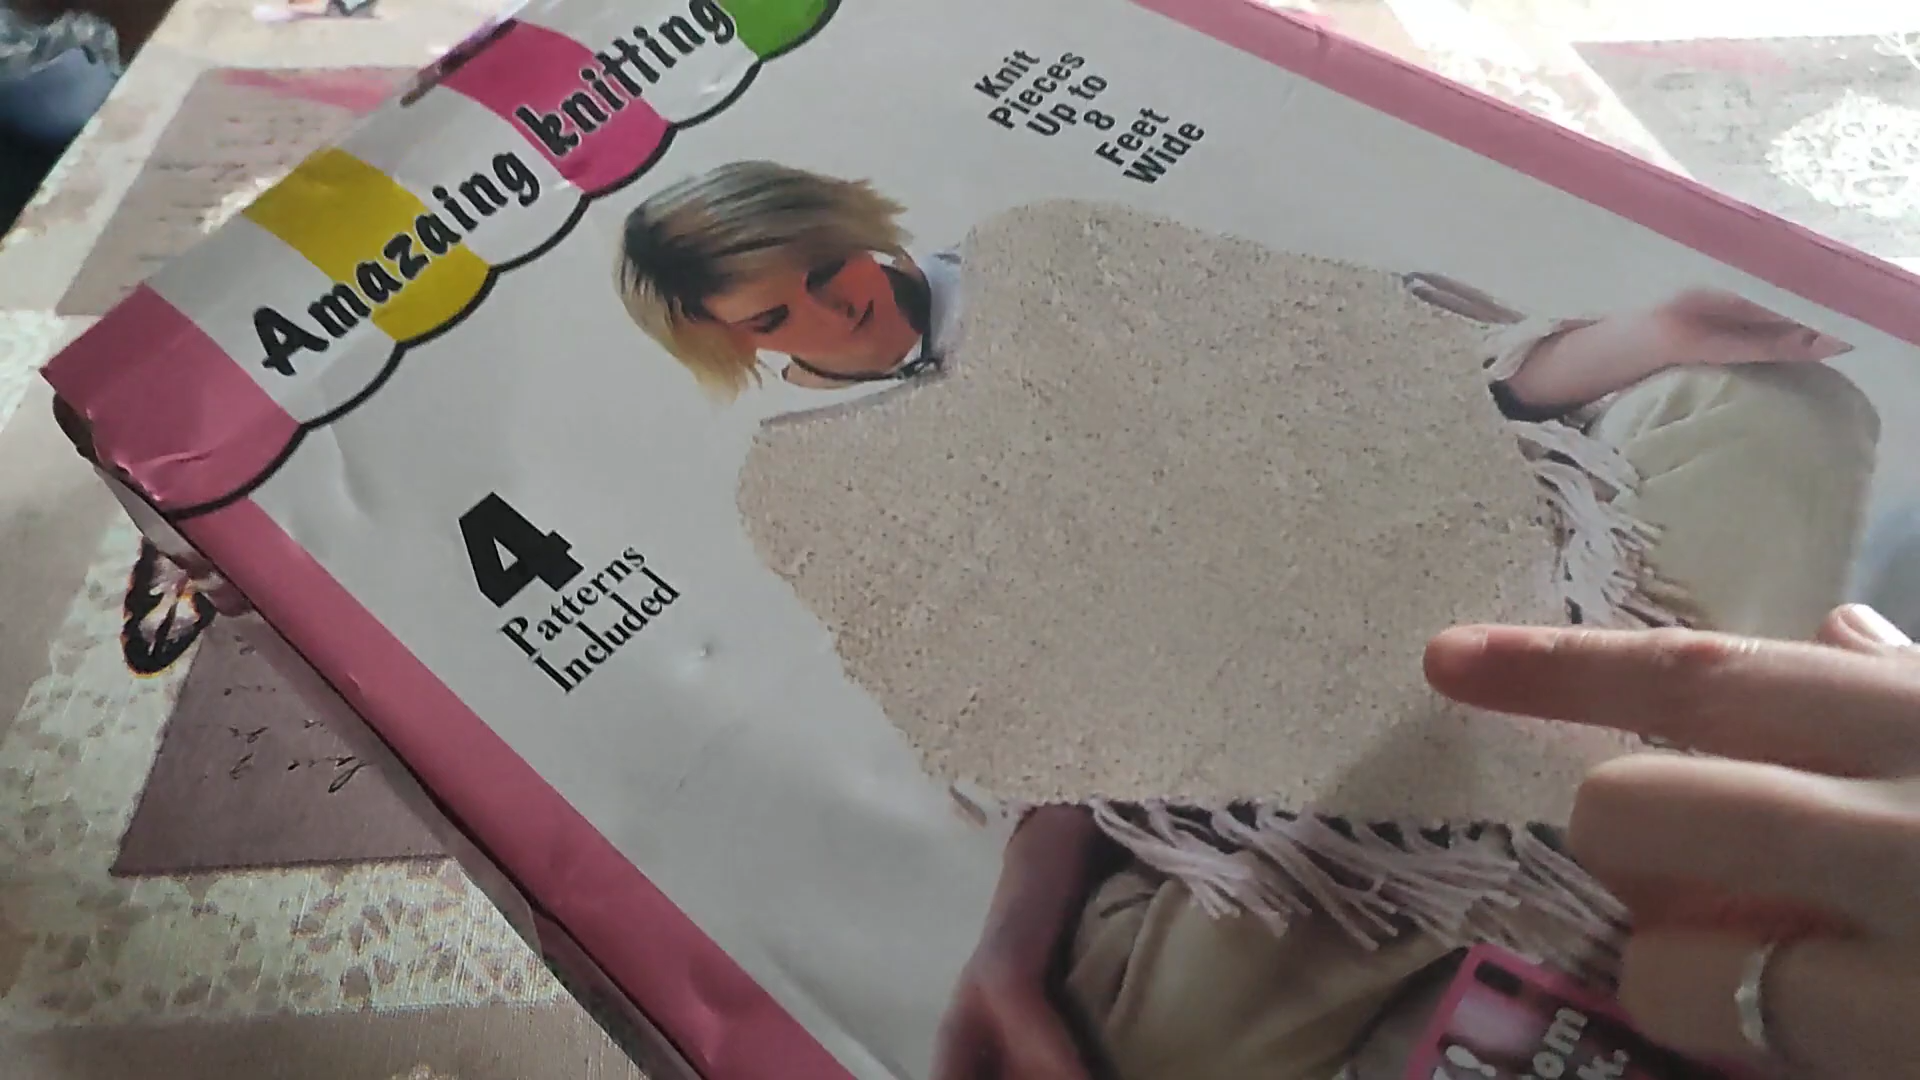 Amazaing knitting
Knit
Pieces
Up to
8
Feet
Wide
4
Patterns
Included